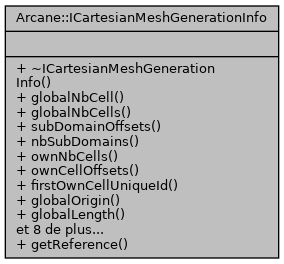 Arcane::ICartesianMeshGenerationInfo
+ ~ICartesianMeshGeneration
Info()
+ globalNbCell()
+ globalNbCells()
+ subDomainOffsets()
+ nbSubDomains()
+ ownNbCells()
+ ownCellOffsets()
+ firstOwnCellUniqueId()
+ globalOrigin()
+ globalLength()
et 8 de plus...
+ getReference()